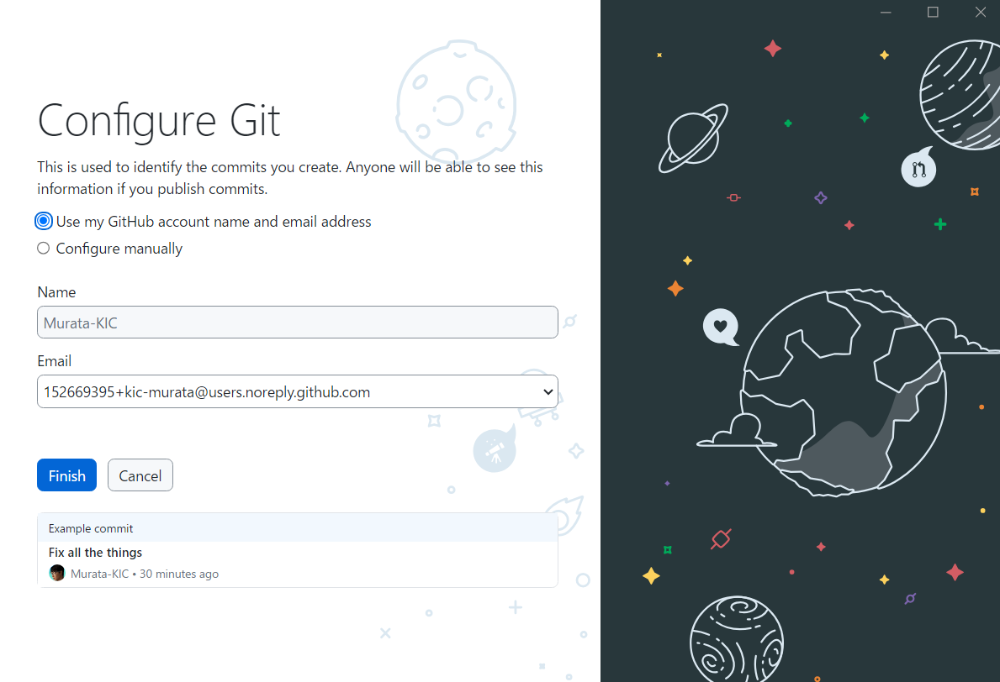 Configure Git
This is used to identify the commits you create. Anyone will be able to see this
information if you publish commits.
Use my GitHub account name and email address
Configure manually
Name
Murata-KIC
Email
152669395+kic-murata@users.noreply.github.com
Finish
Cancel
Example commit
Fix all the things
Murata-KIC • 30 minutes ago